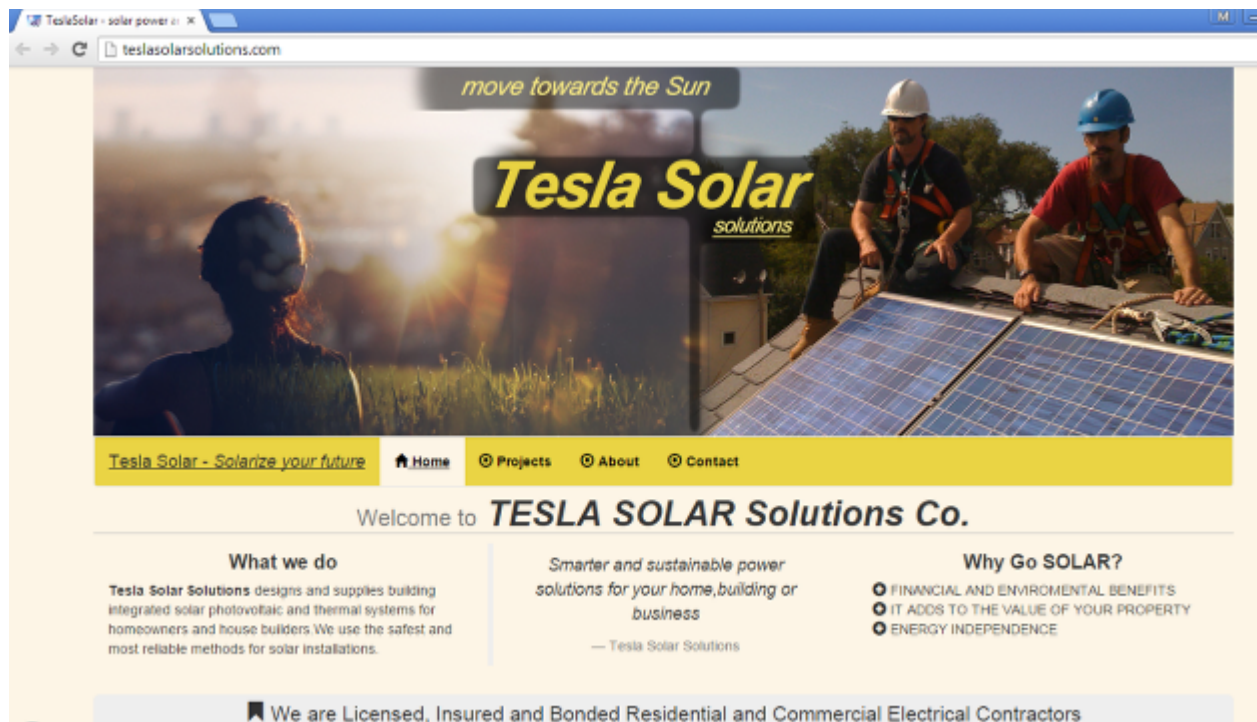 TeslaSolar - solar power a
M
teslasolarsolutions.com
move towards the Sun
Tesla Solar
solutions
Tesla Solar - Solarize your future
Home
Projects
About
Contact
Welcome to TESLA SOLAR Solutions Co.
What we do
Tesla Solar Solutions designs and supplies building
integrated solar photovoltaic and thermal systems for
homeowners and house builders.We use the safest and
most reliable methods for solar installations.
Smarter and sustainable power
solutions for your home,building or
business
— Tesla Solar Solutions
Why Go SOLAR?
FINANCIAL AND ENVIROMENTAL BENEFITS
IT ADDS TO THE VALUE OF YOUR PROPERTY
ENERGY INDEPENDENCE
We are Licensed, Insured and Bonded Residential and Commercial Electrical Contractors